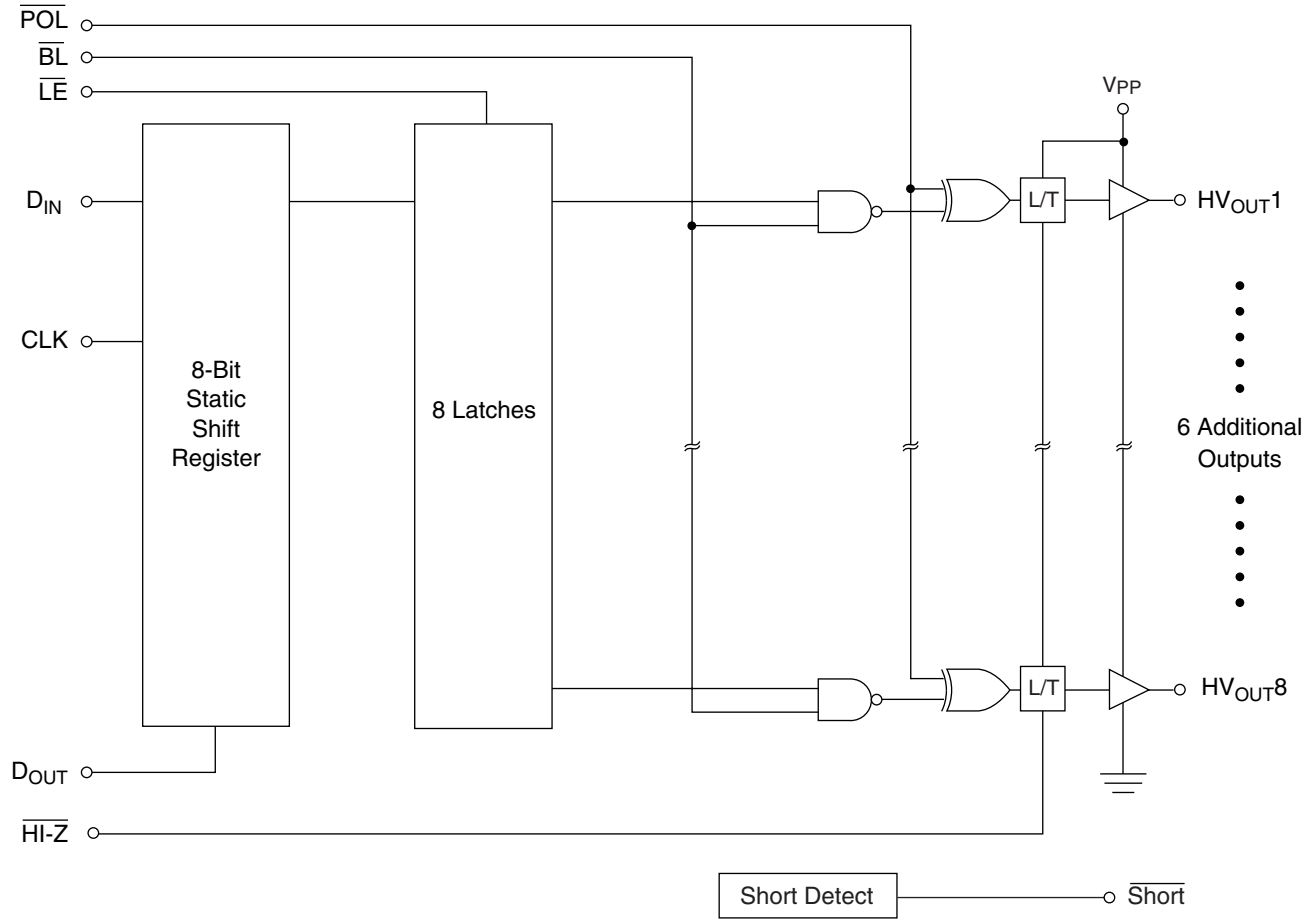 POL
BL
LE
VPP
DIN
L/T
HVOUT1
CLK
8-Bit
Static
Shift
Register
8 Latches
6 Additional
Outputs
L/T
HVOUT8
DOUT
HI-Z
Short Detect
Short